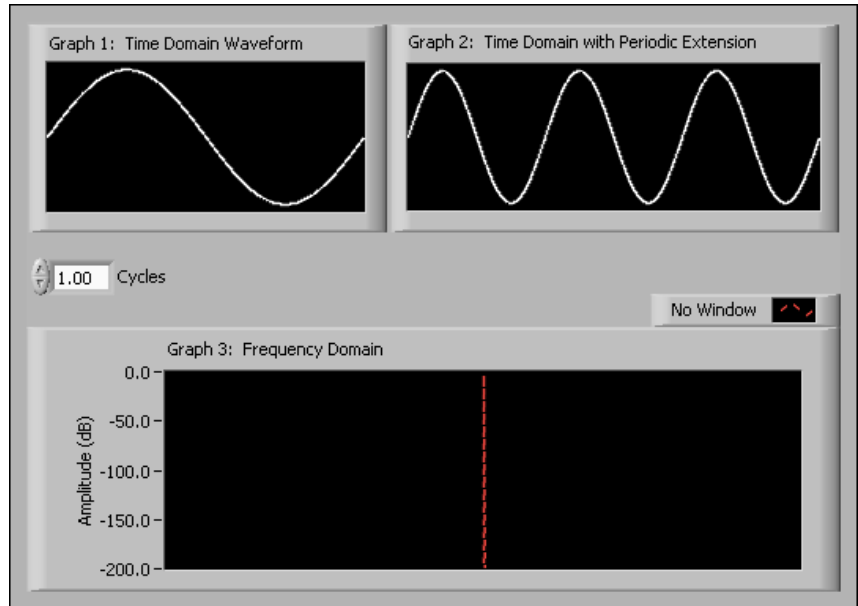 Graph 1: Time Domain Waveform
Graph 2: Time Domain with Periodic Extension
1.00 Cycles
No Window
Graph 3: Frequency Domain
Amplitude (dB)
0.0
-50.0
-100.0
-150.0
-200.0